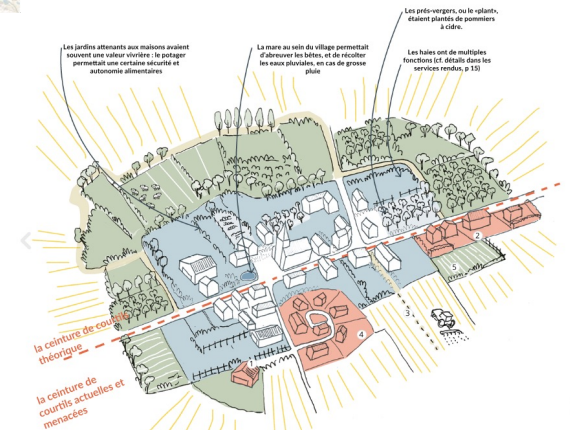 Les prés-vergers, ou le «plant»,
étaient plantés de pommiers
à cidre.
Les jardins attenants aux maisons avaient
souvent une valeur vivrière : le potager
permettait une certaine sécurité et
autonomie alimentaires
La mare au sein du village permettait
d'abreuver les bêtes, et de récolter
les eaux pluviales, en cas de grosse
pluie
Les haies ont de multiples
fonctions (cf. détails dans les
services rendus, p 15)
2
5
3
4
1
la ceinture de courtils
théorique
la ceinture de
courtils actuelles et
menacées